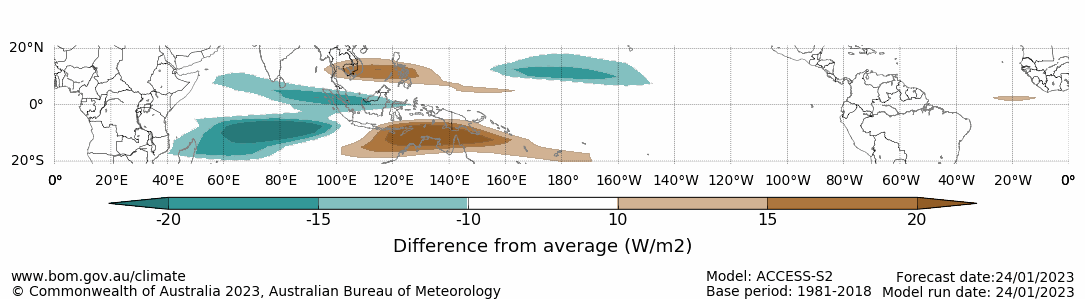 20°N
0°
20°S
0° 20°E 40°E 60°E 80°E 100°E 120°E 140°E 160°E 180° 160°W 140°W 120°W 100°W 80°W 60°W 40°W 20°W 0°
-20 -15 -10 10 15 20
Difference from average (W/m2)
www.bom.gov.au/climate Model: ACCESS-S2 Forecast date:24/01/2023
© Commonwealth of Australia 2023, Australian Bureau of Meteorology Base period: 1981-2018 Model run date: 24/01/2023